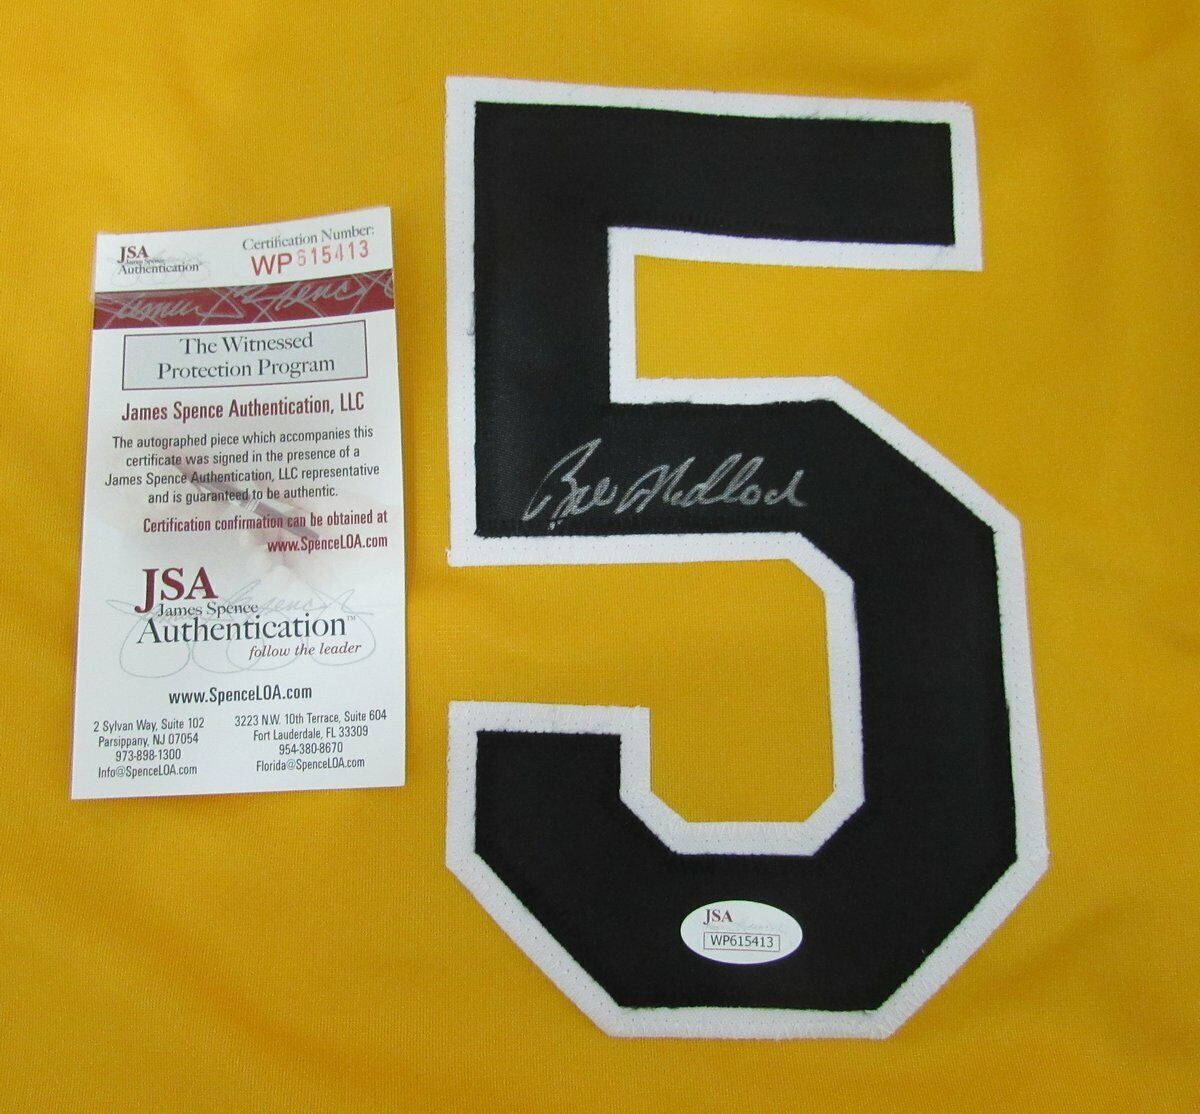 JSA
James Spence
Authentication
Certification Number:
WP615413
The Witnessed
Protection Program
James Spence Authentication, LLC
The autographed piece which accompanies this
certificate was signed in the presence of a
James Spence Authentication, LLC representative
and is guaranteed to be authentic.
Certification confirmation can be obtained at
www.SpenceLOA.com
JSA
James Spence
Authentication™
follow the leader
www.SpenceLOA.com
2 Sylvan Way, Suite 102
Parsippany, NJ 07054
973-898-1300
Info@SpenceLOA.com
3223 N.W. 10th Terrace, Suite 604
Fort Lauderdale, FL 33309
954-380-8670
Florida@SpenceLOA.com
5
Bill Madlock
JSA
WP615413